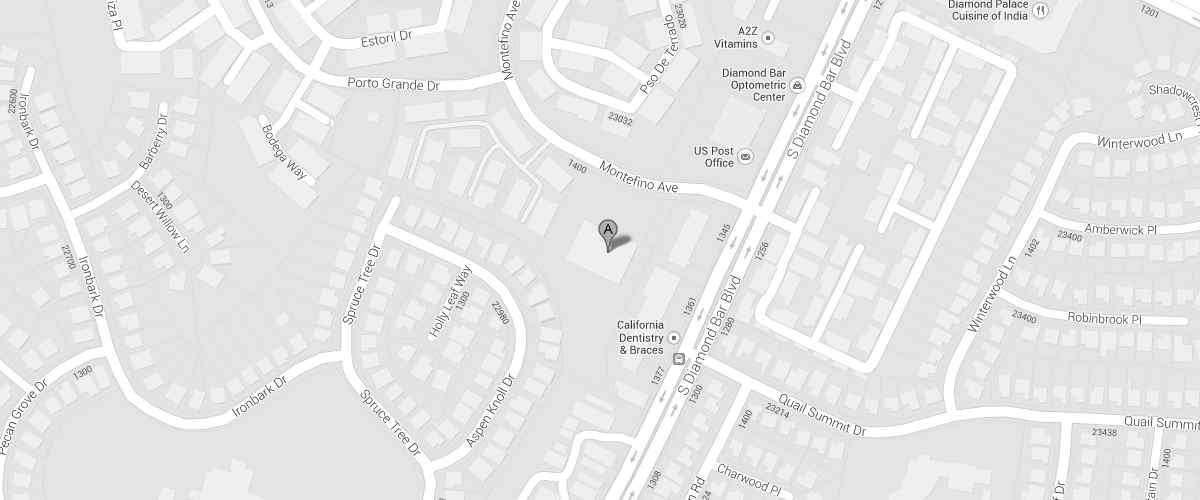 Diamond Palace
Cuisine of India
1201
A2Z
Vitamins
23020
Pso De Terrado
Montefino Ave
Estoril Dr
Porto Grande Dr
Diamond Bar
Optometric
Center
S Diamond Bar Blvd
Winterwood Ln
22600
Ironbark Dr
Barberry Dr
Bodega Way
23032
US Post
Office
1400
Montefino Ave
1300
Desert Willow Ln
A
1345
1256
Amberwick Pl
23400
1402
22700
Ironbark Dr
Spruce Tree Dr
Holly Leaf Way
1300
22980
1361
S Diamond Bar Blvd
1280
Winterwood Ln
23400
Robinbrook Pl
California
Dentistry
& Braces
1377
1300
Pecan Grove Dr
Ironbark Dr
Spruce Tree Dr
Aspen Knoll Dr
1300
23214
Quail Summit Dr
1400
Quail Summit
23438
1400
1308
Charwood Pl